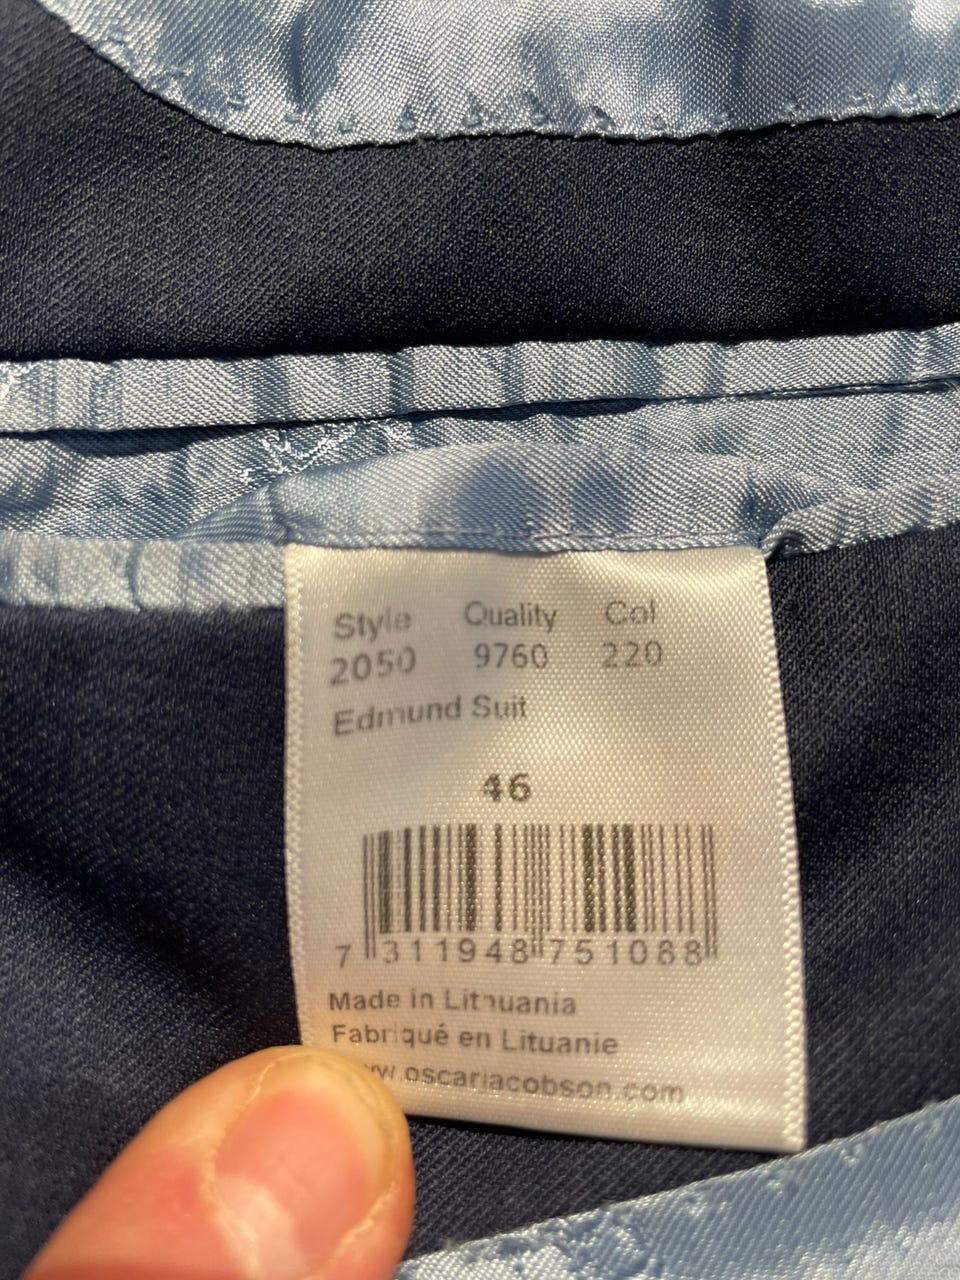 Style Quality Col
2050 9760 220
Edmund Suit
46
7 311948 751088
Made in Lithuania
Fabriqué en Lituanie
www.oscarjacobson.com